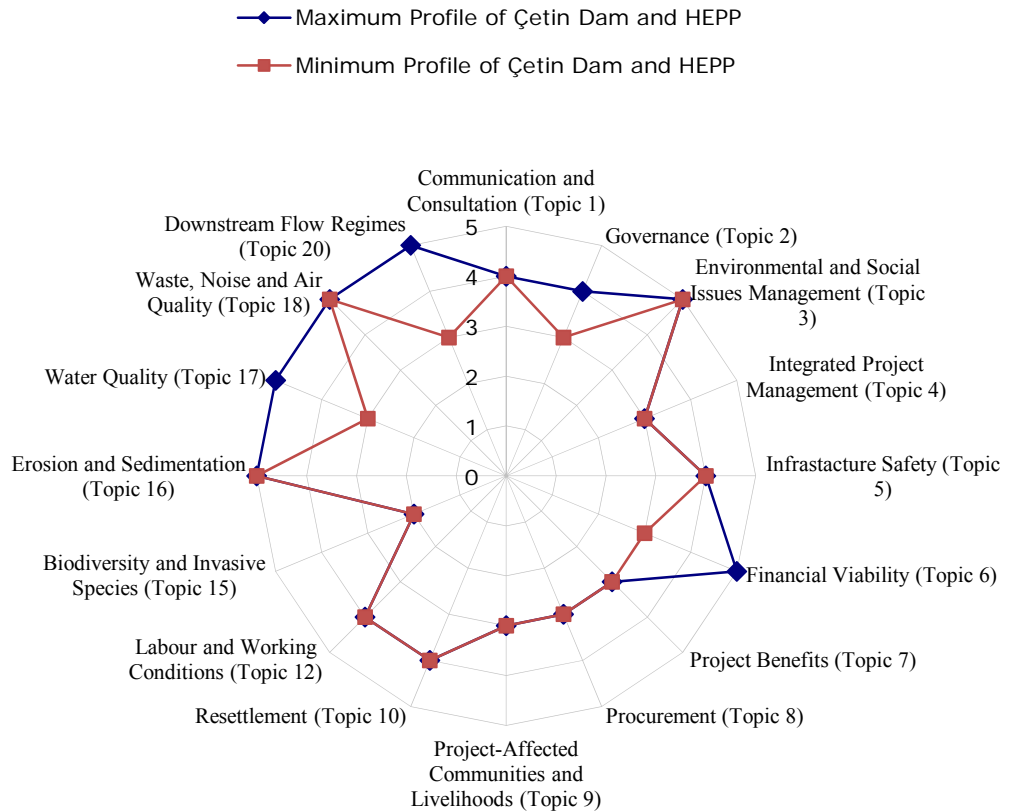 Maximum Profile of Çetin Dam and HEPP
Minimum Profile of Çetin Dam and HEPP
Communication and
Consultation (Topic 1)
Governance (Topic 2)
Environmental and Social
Issues Management (Topic
3)
Integrated Project
Management (Topic 4)
Infrastacture Safety (Topic
5)
Financial Viability (Topic 6)
Project Benefits (Topic 7)
Procurement (Topic 8)
Project-Affected
Communities and
Livelihoods (Topic 9)
Resettlement (Topic 10)
Labour and Working
Conditions (Topic 12)
Biodiversity and Invasive
Species (Topic 15)
Erosion and Sedimentation
(Topic 16)
Water Quality (Topic 17)
Waste, Noise and Air
Quality (Topic 18)
Downstream Flow Regimes
(Topic 20)
5
4
3
2
1
0